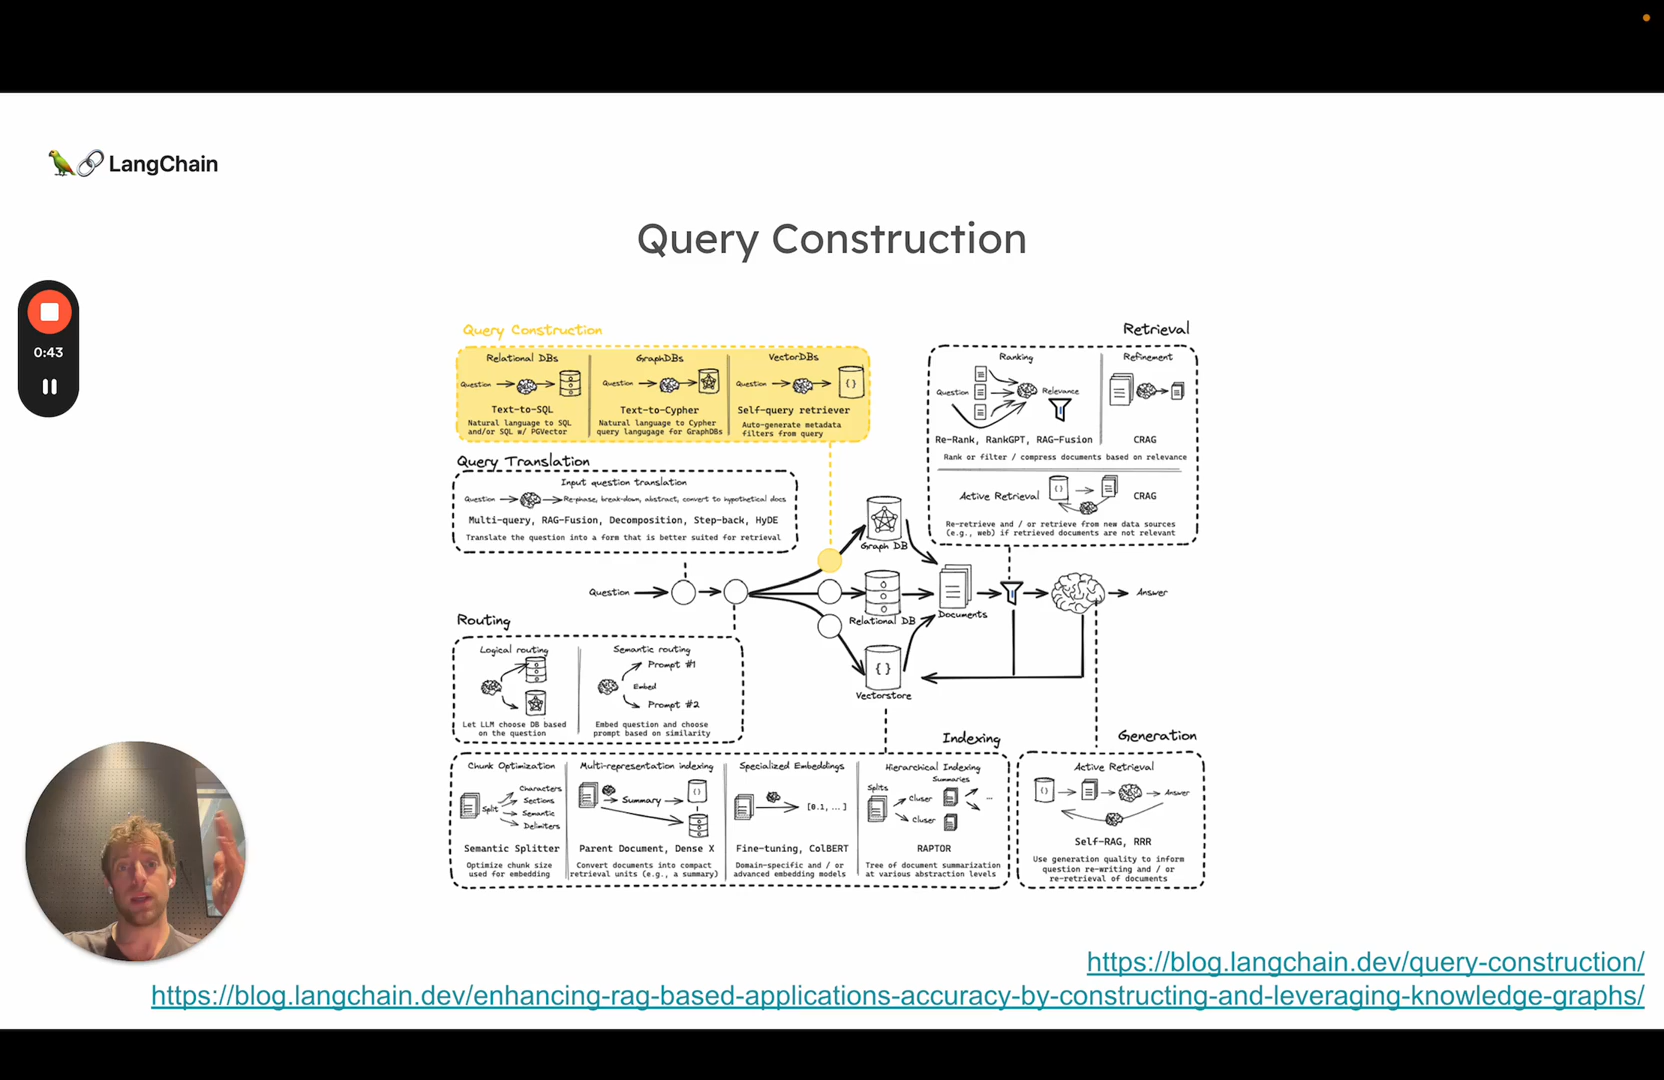 LangChain
Query Construction
0:43
Query Construction
Relational DBs
GraphDBs
VectorDBs
Question
Question
Question
Text-to-SQL
Text-to-Cypher
Self-query retriever
Natural language to SQL
and/or SQL w/ PGVector
Natural language to Cypher
query langugage for GraphDBs
Auto-generate metadata
filters from query
Retrieval
Ranking
Refinement
Question
Relevance
Re-Rank, RankGPT, RAG-Fusion
CRAG
Rank or filter / compress documents based on relevance
Active Retrieval
CRAG
Re-retrieve and / or retrieve from new data sources
(e.g., web) if retrieved documents are not relevant
Query Translation
Input question translation
Question
Re-phase, break-down, abstract, convert to hypothetical docs
Multi-query, RAG-Fusion, Decomposition, Step-back, HyDE
Translate the question into a form that is better suited for retrieval
Graph DB
Question
Relational DB
Documents
Answer
Vectorstore
Routing
Logical routing
Semantic routing
Prompt #1
Embed
Prompt #2
Let LLM choose DB based
on the question
Embed question and choose
prompt based on similarity
Indexing
Chunk Optimization
Multi-representation indexing
Specialized Embeddings
Hierarchical Indexing
Split
Characters
Sections
Semantic
Delimiters
Summary
[0.1, ...]
Splits
Summaries
Cluser
Cluser
...
Semantic Splitter
Parent Document, Dense X
Fine-tuning, ColBERT
RAPTOR
Optimize chunk size
used for embedding
Convert documents into compact
retrieval units (e.g., a summary)
Domain-specific and / or
advanced embedding models
Tree of document summarization
at various abstraction levels
Generation
Active Retrieval
Answer
Self-RAG, RRR
Use generation quality to inform
question re-writing and / or
re-retrieval of documents
https://blog.langchain.dev/query-construction/
https://blog.langchain.dev/enhancing-rag-based-applications-accuracy-by-constructing-and-leveraging-knowledge-graphs/